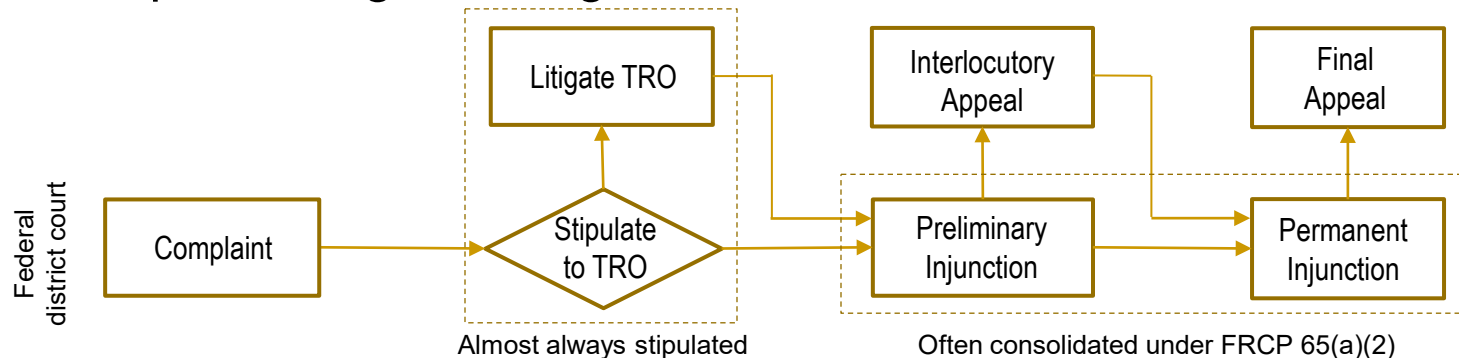 Litigate TRO
Interlocutory
Appeal
Final
Appeal
Federal
district court
Complaint
Stipulate
to TRO
Preliminary
Injunction
Permanent
Injunction
Almost always stipulated
Often consolidated under FRCP 65(a)(2)